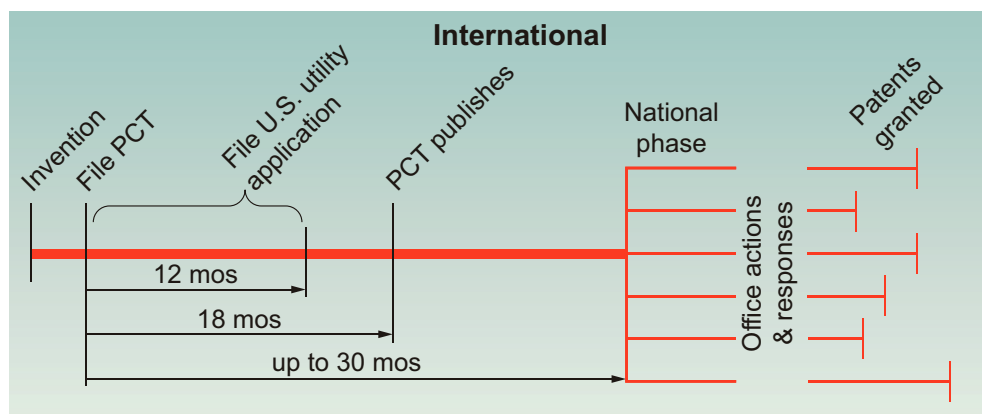 International
Invention
File PCT
File U.S. utility
application
PCT publishes
National
phase
Patents
granted
12 mos
18 mos
up to 30 mos
Office actions
& responses